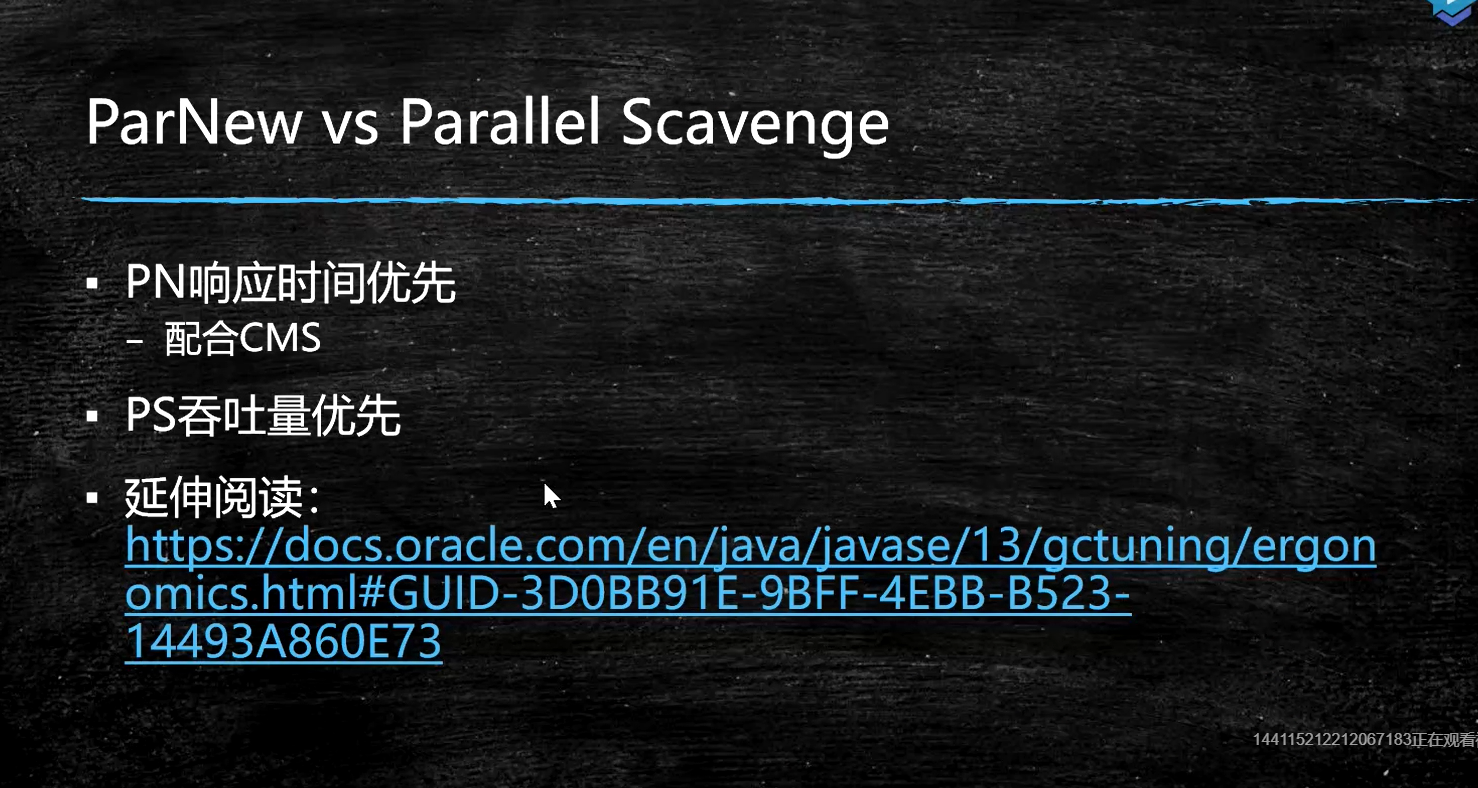 ParNew vs Parallel Scavenge
▪ PN响应时间优先
– 配合CMS
▪ PS吞吐量优先
▪ 延伸阅读：
https://docs.oracle.com/en/java/javase/13/gctuning/ergon
omics.html#GUID-3D0BB91E-9BFF-4EBB-B523-
14493A860E73
144115212212067183正在观看